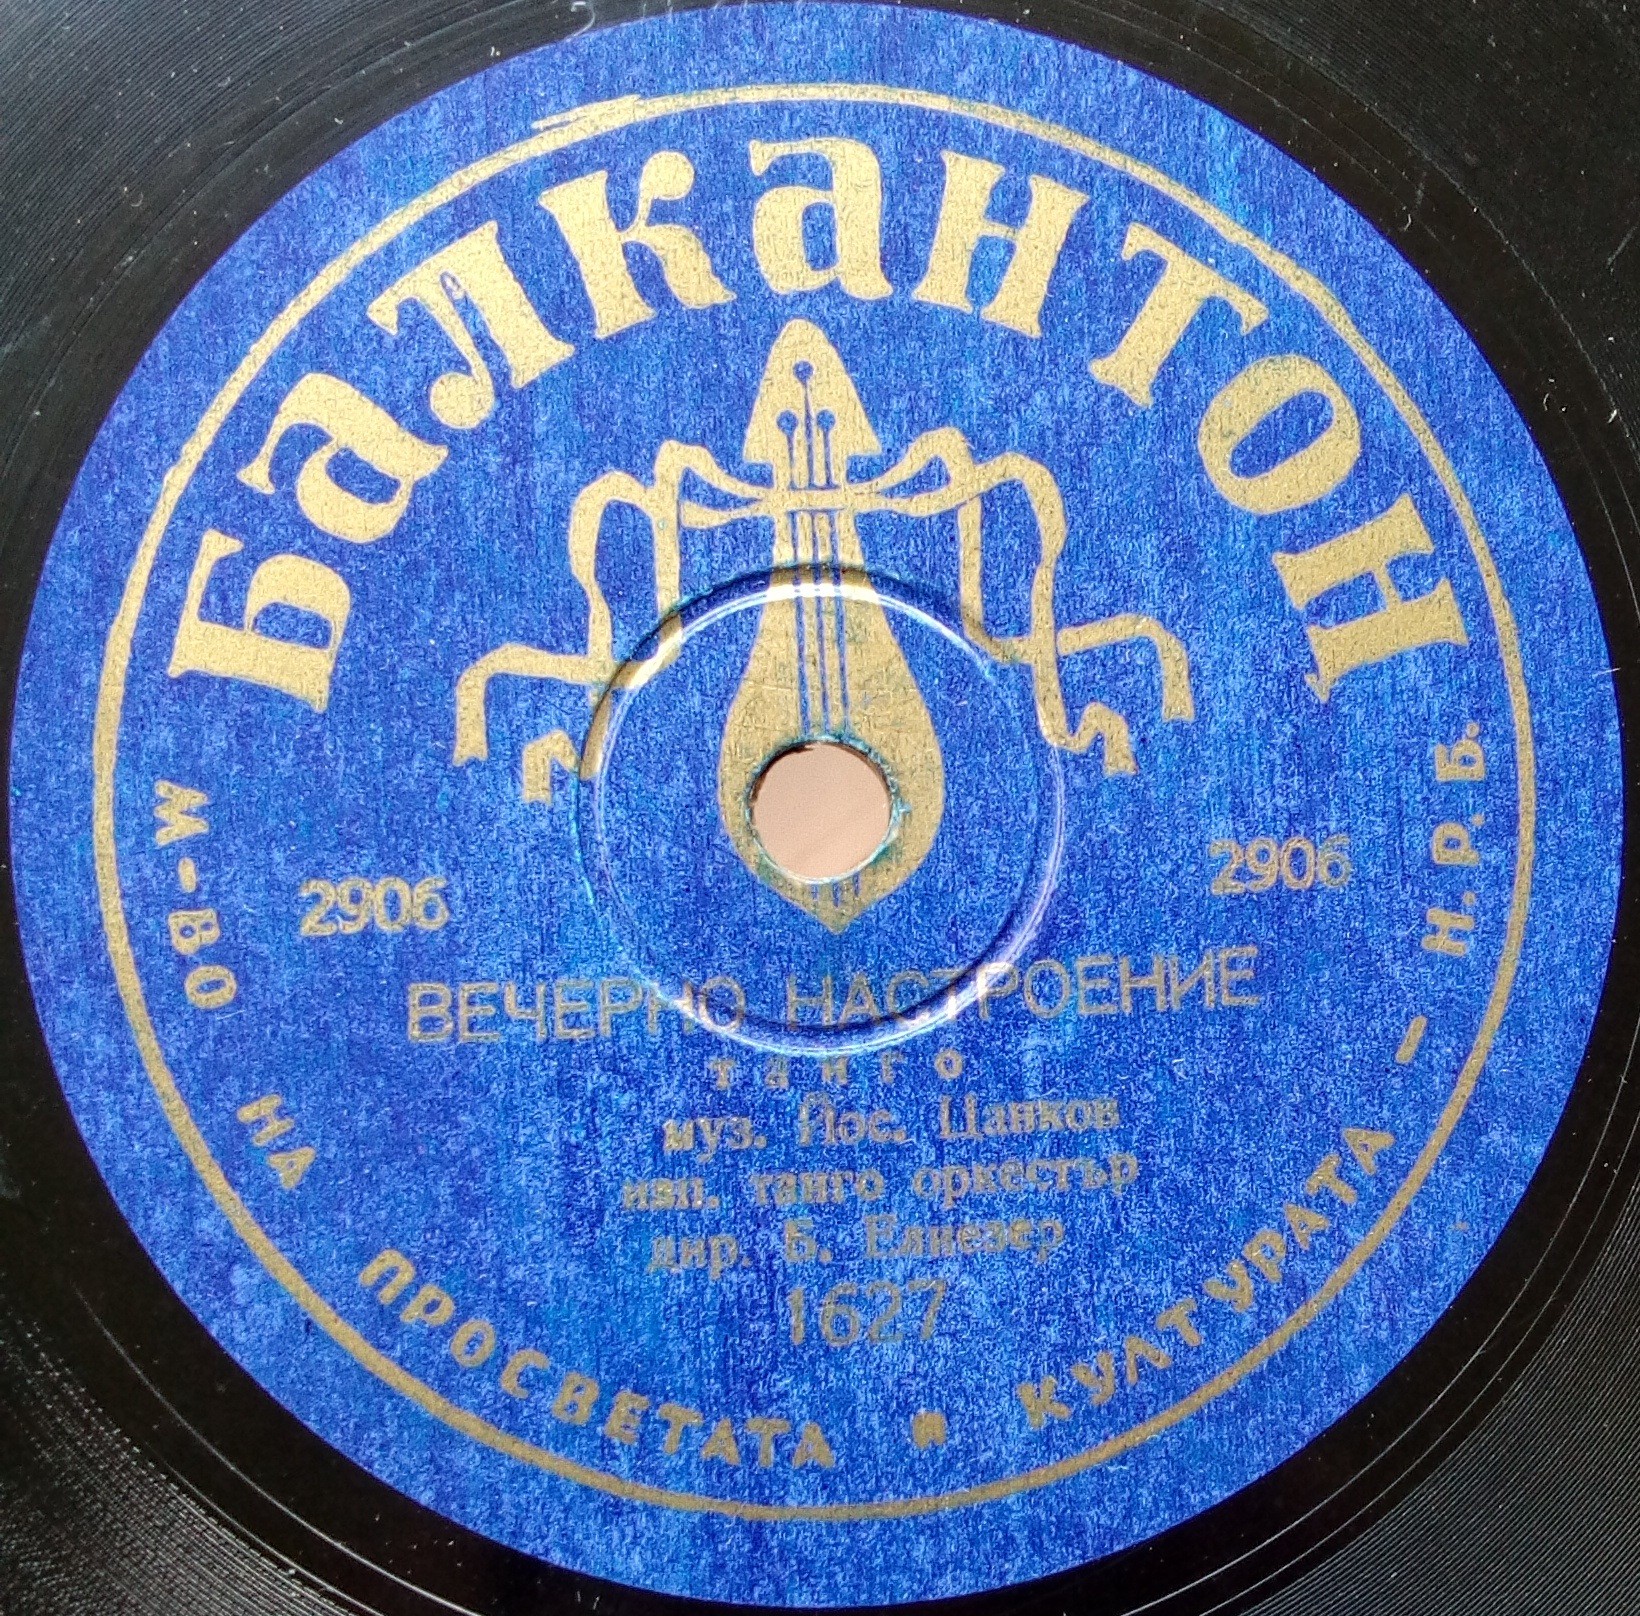 Балкантон
2906 2906
ВЕЧЕРНО НАСТРОЕНИЕ
танго
муз. Йос. Цанков
изп. танго оркестър
дир. Б. Елиезер
1627
М-ВО НА ПРОСВЕТАТА И КУЛТУРАТА – Н.Р.Б.